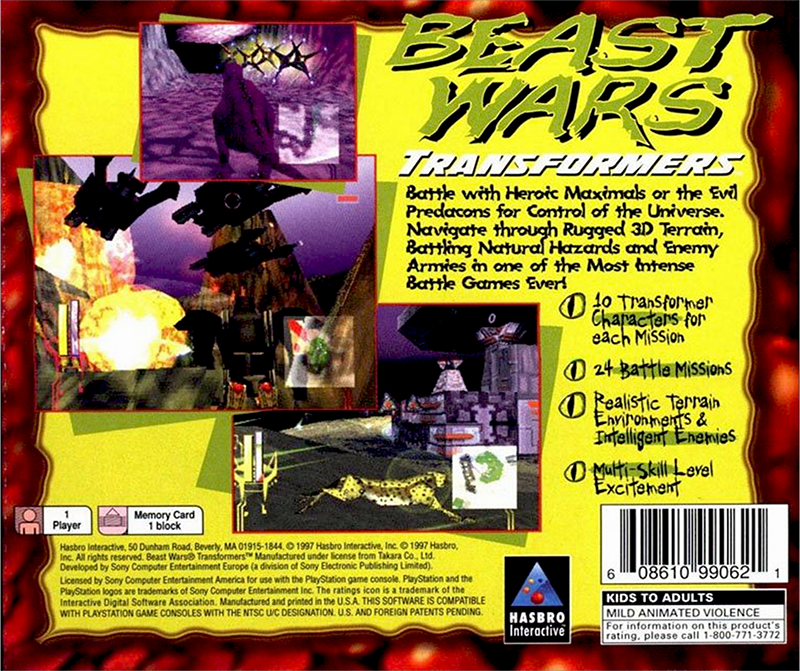 BEAST
WARS
TRANSFORMERS
Battle with Heroic Maximals or the Evil
Predacons for Control of the Universe.
Navigate through Rugged 3D Terrain,
Battling Natural Hazards and Enemy
Armies in one of the Most Intense
Battle Games Ever!
10 Transformer
Characters for
each Mission
24 Battle Missions
Realistic Terrain
Environments &
Intelligent Enemies
Multi-Skill Level
Excitement
1
Player
Memory Card
1 block
Hasbro Interactive, 50 Dunham Road, Beverly, MA 01915-1844. © 1997 Hasbro Interactive, Inc. © 1997 Hasbro,
Inc. All rights reserved. Beast Wars® Transformers™ Manufactured under license from Takara Co., Ltd.
Developed by Sony Computer Entertainment Europe (a division of Sony Electronic Publishing Limited).
Licensed by Sony Computer Entertainment America for use with the PlayStation game console. PlayStation and the
PlayStation logos are trademarks of Sony Computer Entertainment Inc. The ratings icon is a trademark of the
Interactive Digital Software Association. Manufactured and printed in the U.S.A. THIS SOFTWARE IS COMPATIBLE
WITH PLAYSTATION GAME CONSOLES WITH THE NTSC U/C DESIGNATION. U.S. AND FOREIGN PATENTS PENDING.
HASBRO
Interactive™
6 08610 99062 1
KIDS TO ADULTS
MILD ANIMATED VIOLENCE
For information on this product's
rating, please call 1-800-771-3772